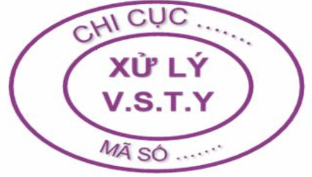 CHI CỤC .......
XỬ LÝ
V.S.T.Y
MÃ SỐ .......